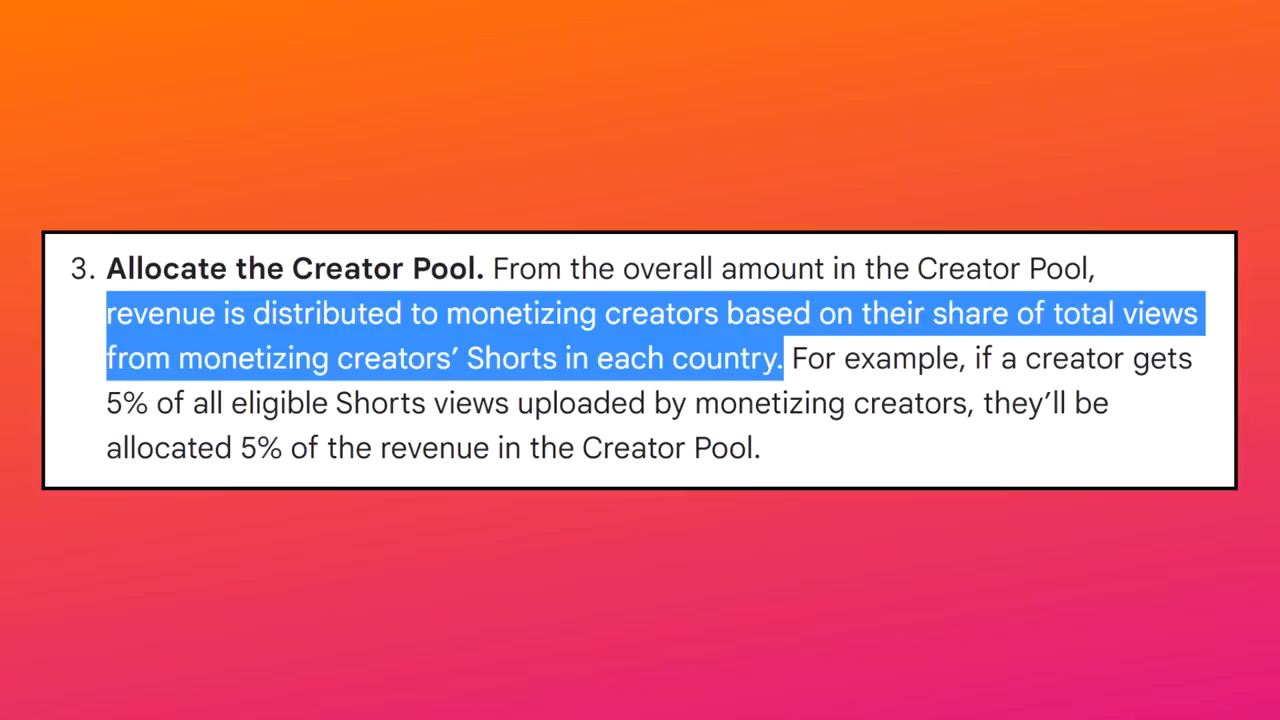 3. Allocate the Creator Pool. From the overall amount in the Creator Pool,
revenue is distributed to monetizing creators based on their share of total views
from monetizing creators’ Shorts in each country. For example, if a creator gets
5% of all eligible Shorts views uploaded by monetizing creators, they’ll be
allocated 5% of the revenue in the Creator Pool.